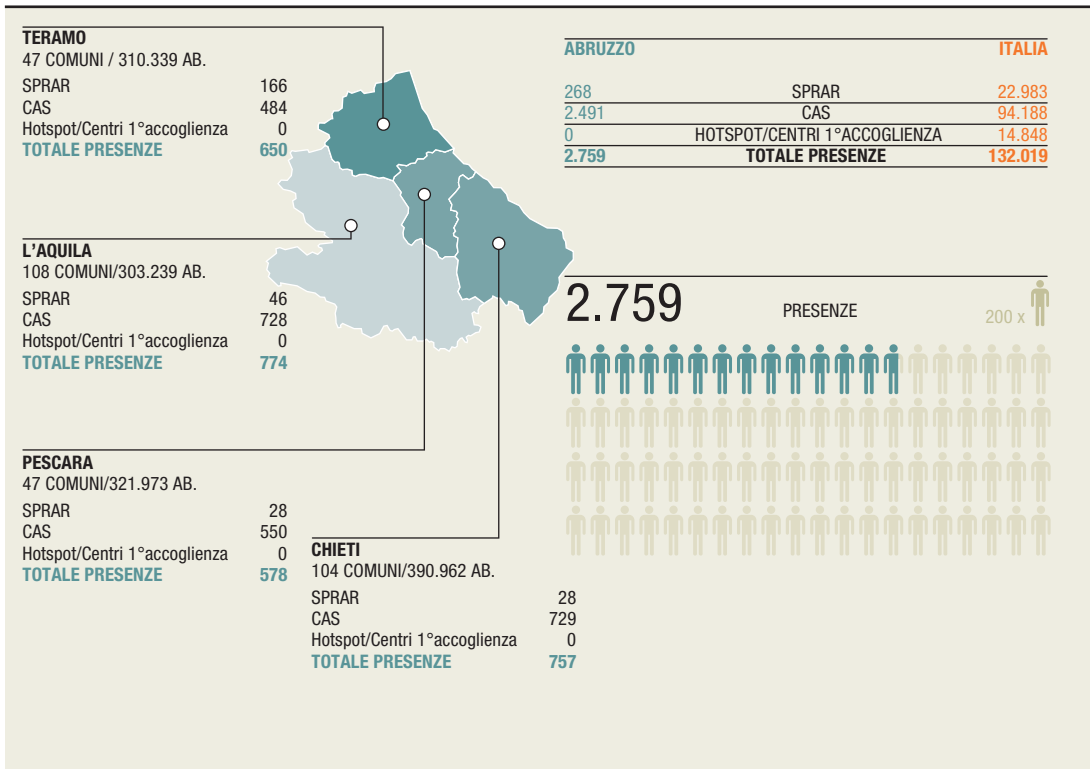 TERAMO
47 COMUNI / 310.339 AB.
SPRAR 166
CAS 484
Hotspot/Centri 1°accoglienza 0
TOTALE PRESENZE 650
L'AQUILA
108 COMUNI/303.239 AB.
SPRAR 46
CAS 728
Hotspot/Centri 1°accoglienza 0
TOTALE PRESENZE 774
PESCARA
47 COMUNI/321.973 AB.
SPRAR 28
CAS 550
Hotspot/Centri 1°accoglienza 0
TOTALE PRESENZE 578
CHIETI
104 COMUNI/390.962 AB.
SPRAR 28
CAS 729
Hotspot/Centri 1°accoglienza 0
TOTALE PRESENZE 757
ABRUZZO ITALIA
268 SPRAR 22.983
2.491 CAS 94.188
0 HOTSPOT/CENTRI 1°ACCOGLIENZA 14.848
2.759 TOTALE PRESENZE 132.019
2.759 PRESENZE 200 x